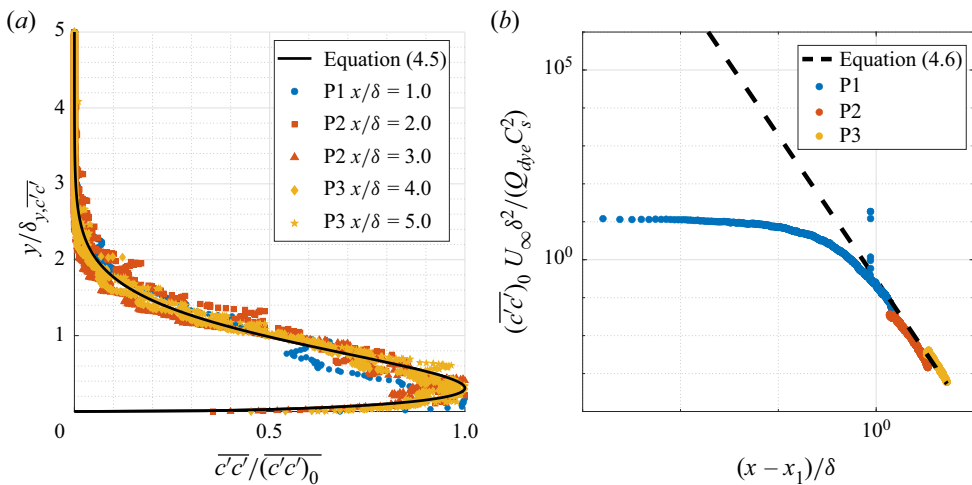 (a)
5
4
3
2
1
0
0.5
1.0
y/δ_{y,\overline{c'c'}}
\overline{c'c'}/(\overline{c'c'})_0
Equation (4.5)
P1 x/δ = 1.0
P2 x/δ = 2.0
P2 x/δ = 3.0
P3 x/δ = 4.0
P3 x/δ = 5.0
(b)
10^5
10^0
10^0
(\overline{c'c'})_0 U_∞δ^2/(Q_{dye}C_s^2)
(x – x_1)/δ
Equation (4.6)
P1
P2
P3